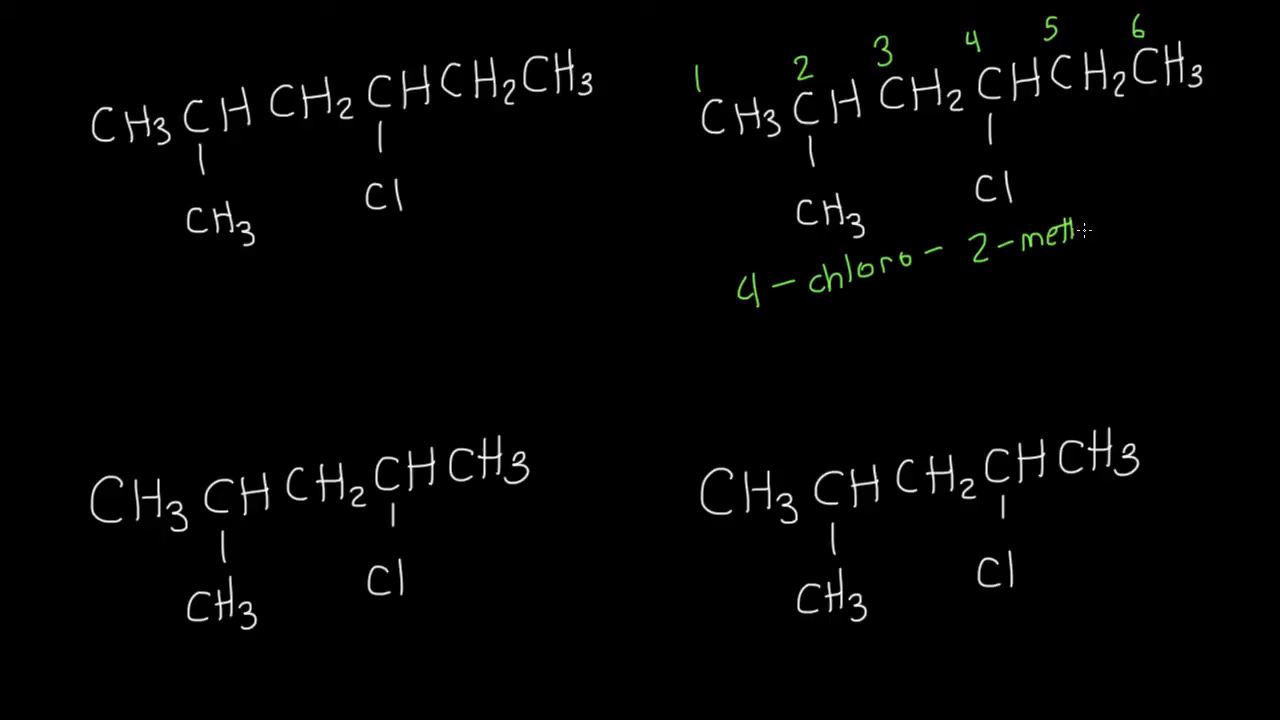 1 2 3 4 5 6
CH3CHCH2CHCH2CH3 CH3CHCH2CHCH2CH3
CH3 Cl CH3 Cl
4-chloro-2-meth
CH3CHCH2CHCH3 CH3CHCH2CHCH3
CH3 Cl CH3 Cl